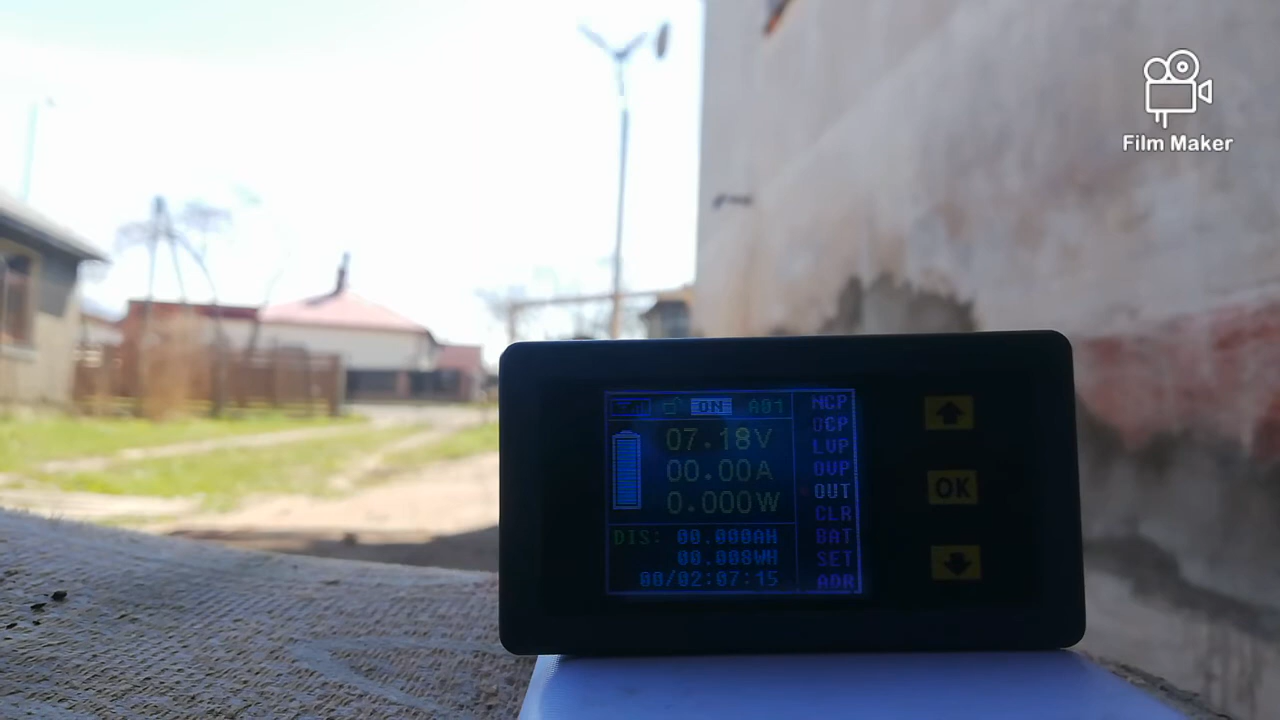 Film Maker
ON A01
07.18V
00.00A
0.000W
DIS: 00.000AH
00.008WH
00/02:07:15
NCP
OCP
LVP
OVP
OUT
CLR
BAT
SET
ADR
OK